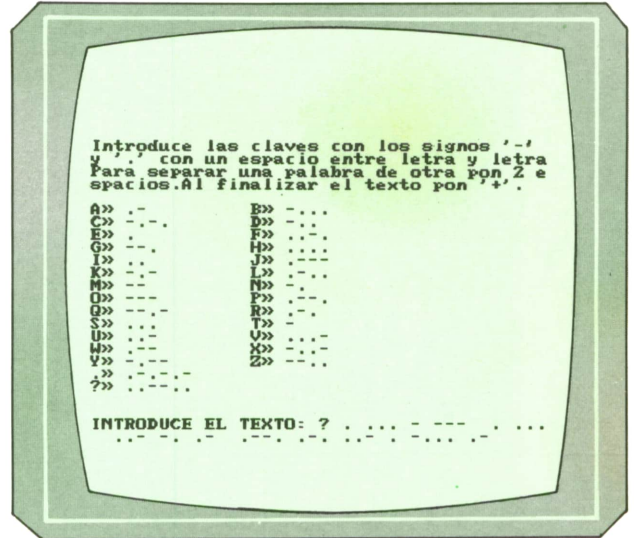 Introduce las claves con los signos '-'
y '.' con un espacio entre letra y letra
Para separar una palabra de otra pon 2 e
spacios.Al finalizar el texto pon '+'.
A» .- B» -...
C» -.-. D» -..
E» . F» ..-.
G» --. H» ....
I» .. J» .---
K» -.- L» .-..
M» -- N» -.
O» --- P» .--.
Q» --.- R» .-.
S» ... T» -
U» ..- V» ...-
W» .-- X» -..-
Y» -.-- Z» --..
.» .-.-.-
?» ..--..
INTRODUCE EL TEXTO: ? . ... - --- . ...
..- -. .- .--. .-. ..- . -... .-